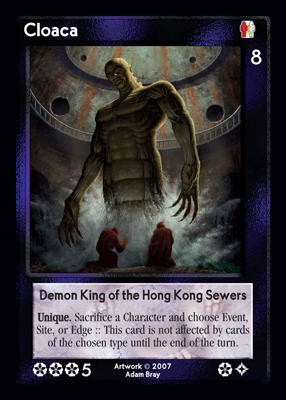 Cloaca
8
Demon King of the Hong Kong Sewers
Unique. Sacrifice a Character and choose Event,
Site, or Edge :: This card is not affected by cards
of the chosen type until the end of the turn.
5
Artwork © 2007
Adam Bray